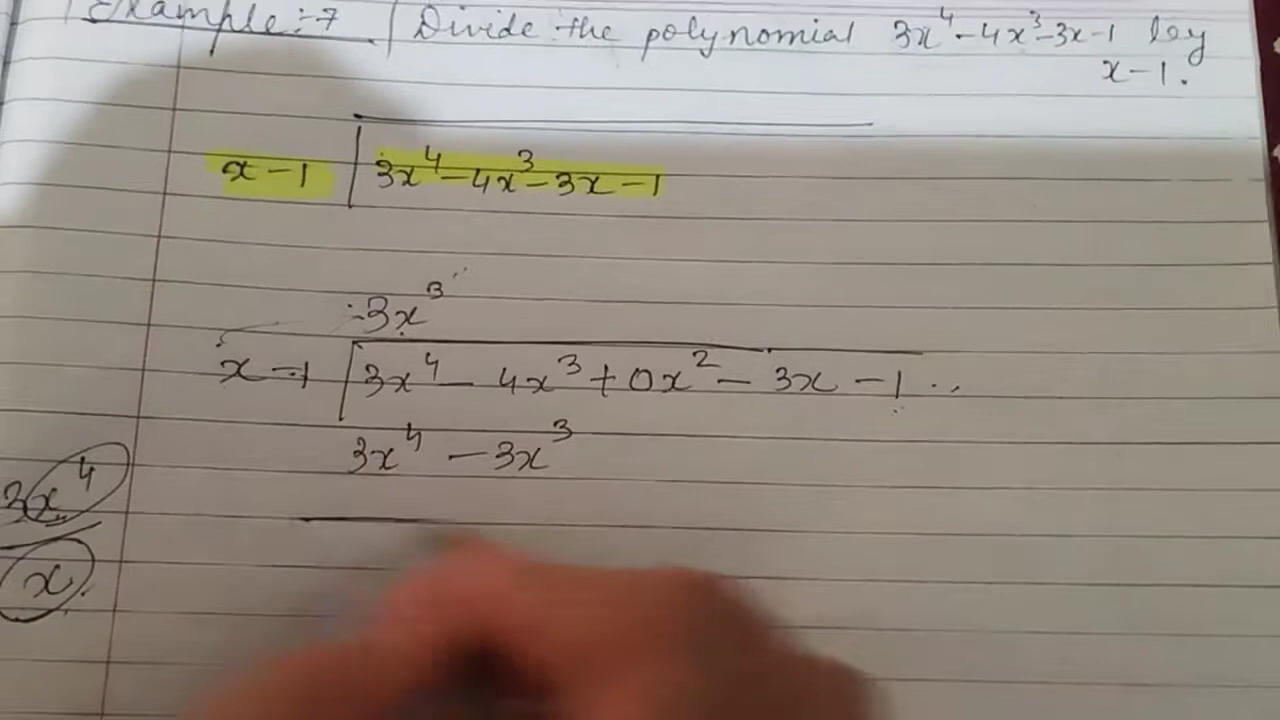 Example:-7 Divide the polynomial 3x⁴-4x³-3x-1 by
x-1.
x-1 3x⁴-4x³-3x-1
3x³
x-1 3x⁴-4x³+0x²-3x-1
3x⁴-3x³
3x⁴
x